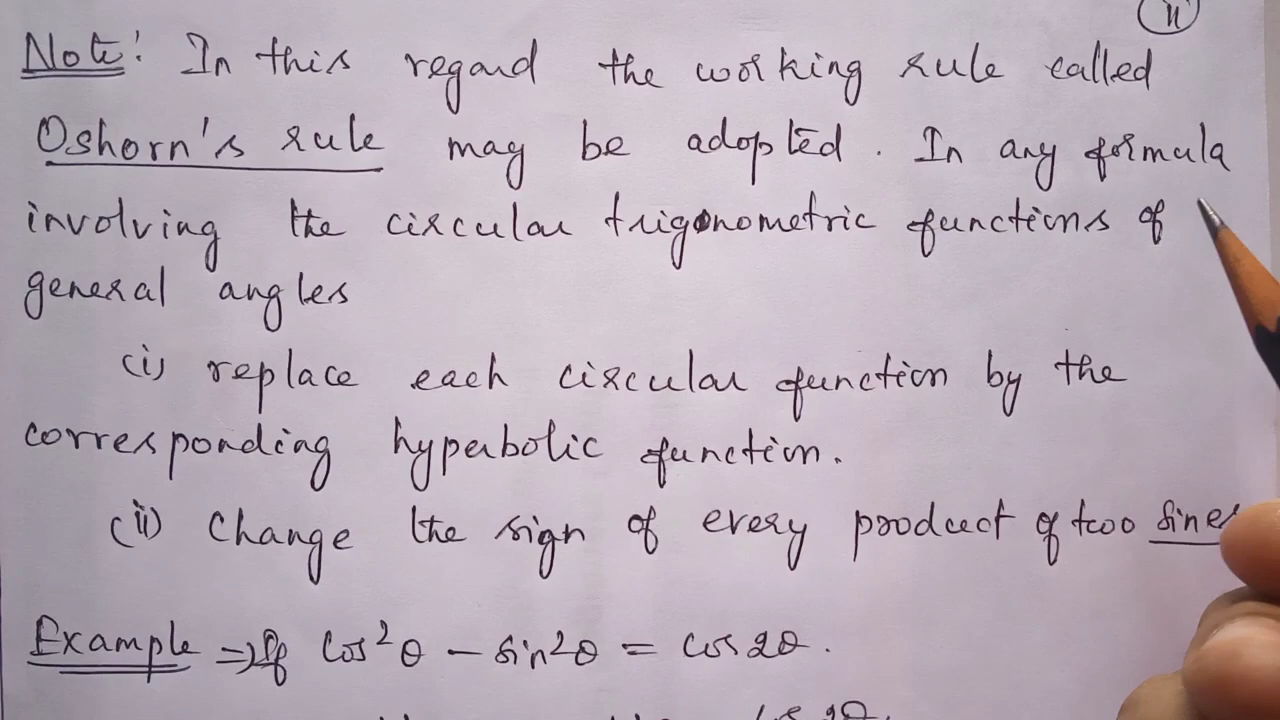 11
Note: In this regard the working rule called
Oshorn's rule may be adopted. In any formula
involving the circular trigonometric functions of
general angles
(i) replace each circular function by the
corresponding hyperbolic function.
(ii) Change the sign of every product of two sines
Example ⇒ If Cos²θ - sin²θ = cos2θ.